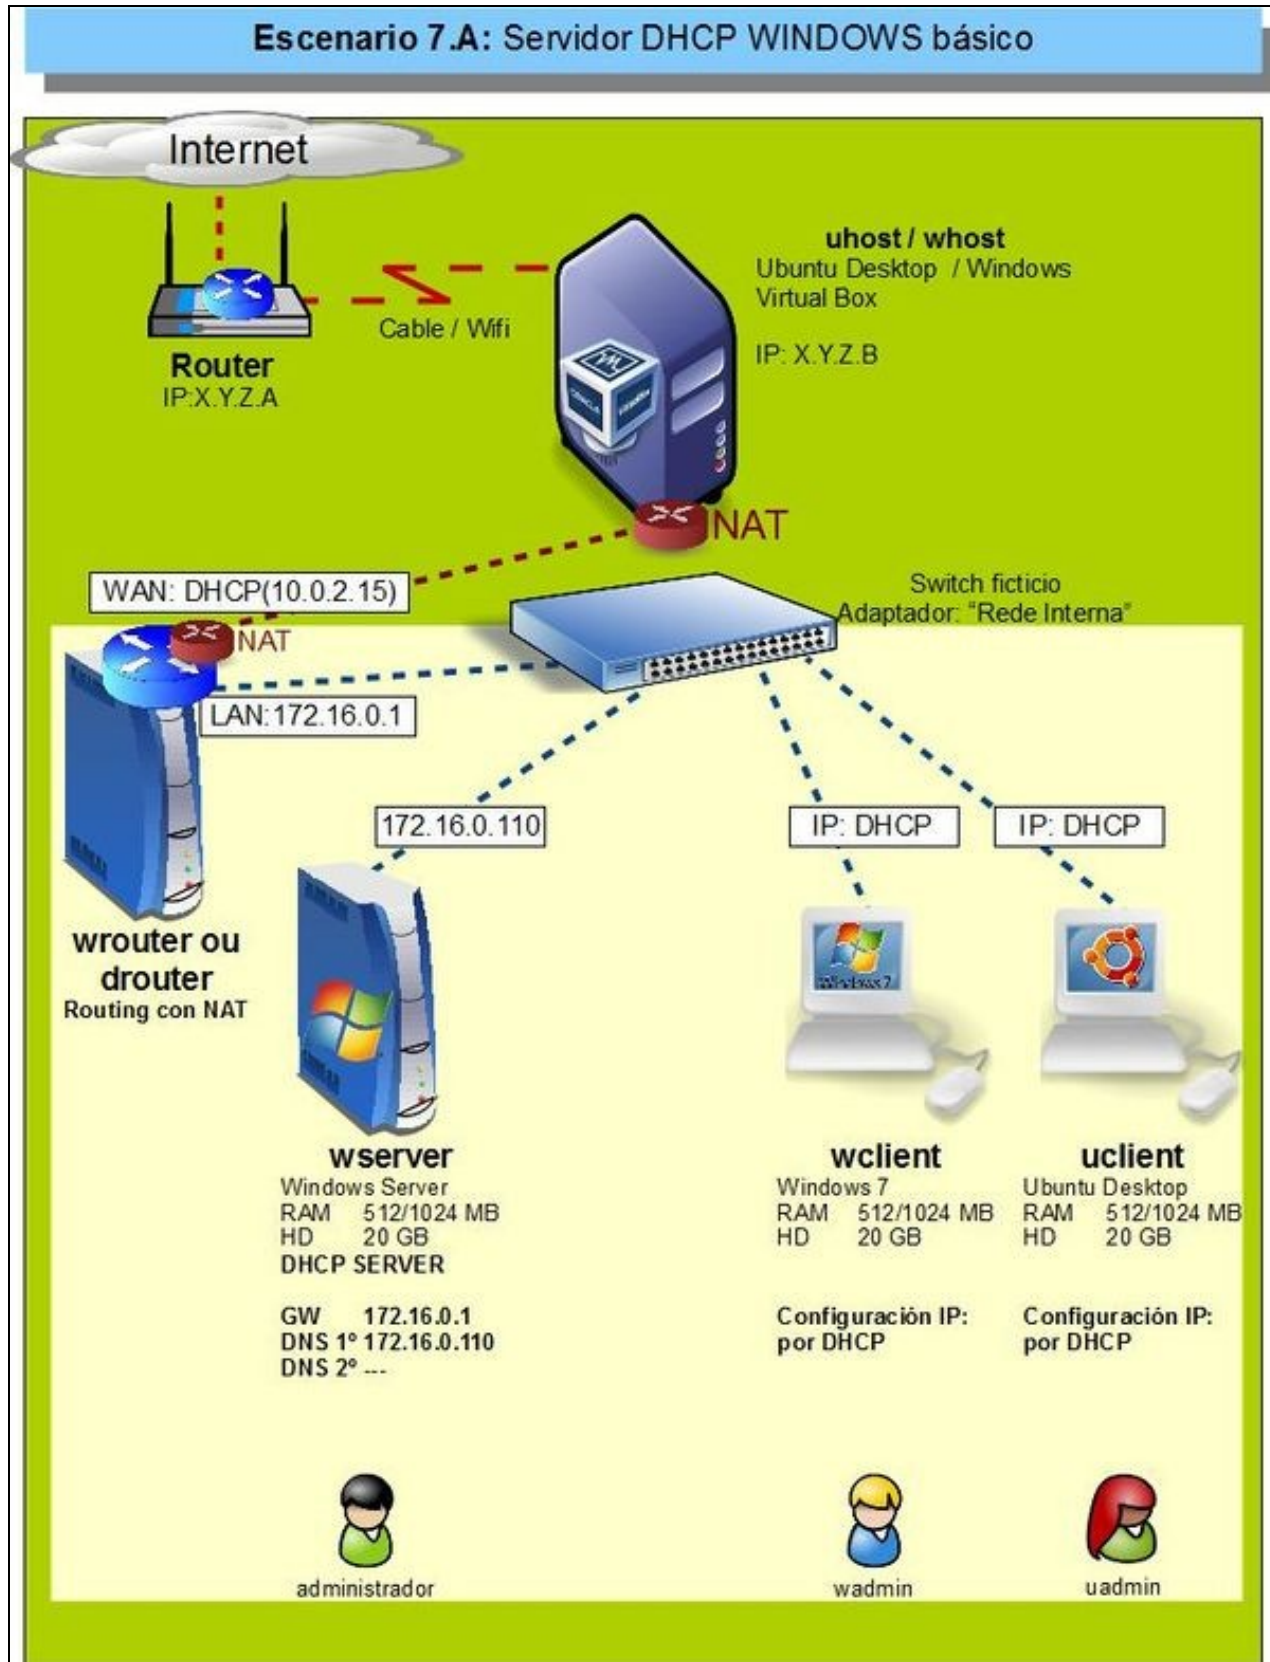 Escenario 7.A: Servidor DHCP WINDOWS básico
Internet
uhost / whost
Ubuntu Desktop / Windows
Virtual Box
IP: X.Y.Z.B
Cable / Wifi
Router
IP:X.Y.Z.A
NAT
WAN: DHCP(10.0.2.15)
Switch ficticio
Adaptador: “Rede Interna”
NAT
LAN:172.16.0.1
172.16.0.110
IP: DHCP
IP: DHCP
wrouter ou
drouter
Routing con NAT
Windows 7
wserver
Windows Server
RAM 512/1024 MB
HD 20 GB
DHCP SERVER
GW 172.16.0.1
DNS 1º 172.16.0.110
DNS 2º ---
wclient
Windows 7
RAM 512/1024 MB
HD 20 GB
Configuración IP:
por DHCP
uclient
Ubuntu Desktop
RAM 512/1024 MB
HD 20 GB
Configuración IP:
por DHCP
administrador
wadmin
uadmin